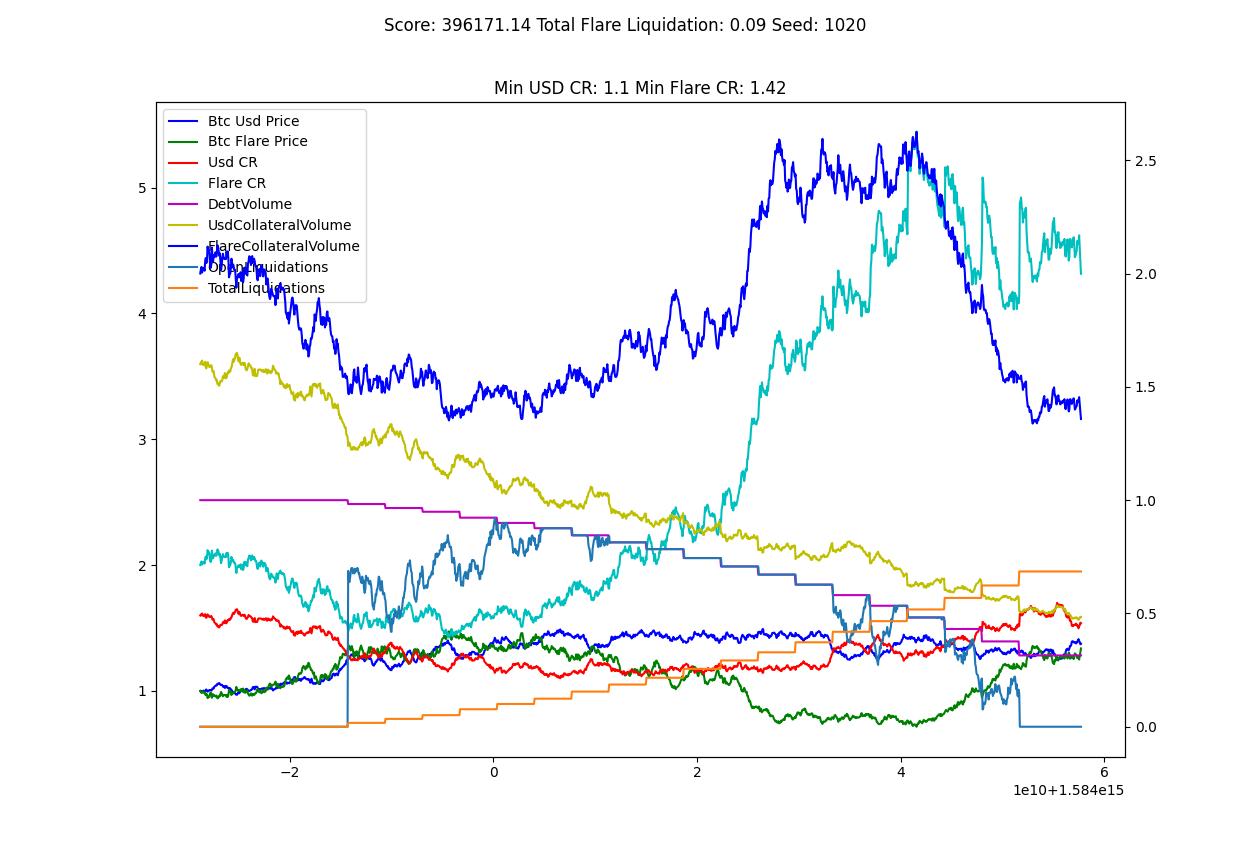 Score: 396171.14 Total Flare Liquidation: 0.09 Seed: 1020
Min USD CR: 1.1 Min Flare CR: 1.42
Btc Usd Price
Btc Flare Price
Usd CR
Flare CR
DebtVolume
UsdCollateralVolume
FlareCollateralVolume
OpenLiquidations
TotalLiquidations
5
4
3
2
1
2.5
2.0
1.5
1.0
0.5
0.0
−2 0 2 4 6
1e10+1.584e15